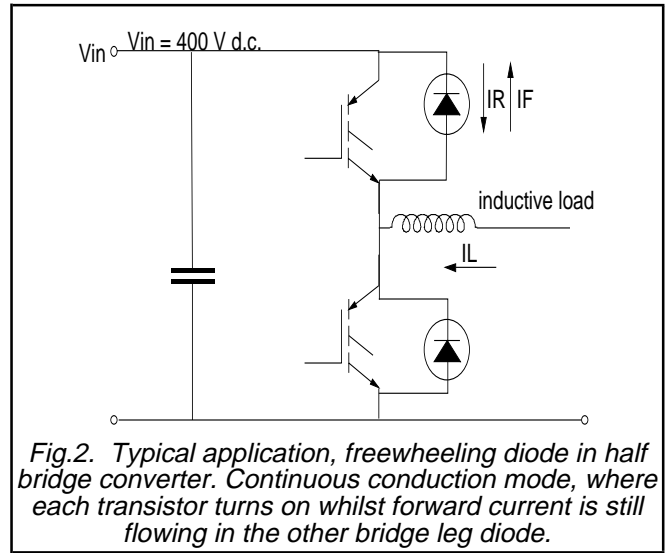 Vin = 400 V d.c.
Vin
IR IF
inductive load
IL
Fig.2. Typical application, freewheeling diode in half
bridge converter. Continuous conduction mode, where
each transistor turns on whilst forward current is still
flowing in the other bridge leg diode.